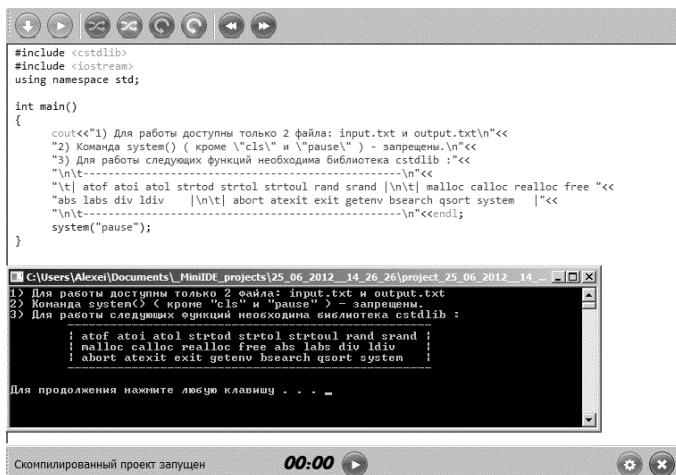 #include <cstdlib>
#include <iostream>
using namespace std;
int main()
{
cout<<"1) Для работы доступны только 2 файла: input.txt и output.txt\n"<<
"2) Команда system() ( кроме \"cls\" и \"pause\" ) - запрещены.\n"<<
"3) Для работы следующих функций необходима библиотека cstdlib :"<<
"\n\t--------------------------------------------------\n"<<
"\t| atof atoi atol strtod strtol strtoul rand srand |\n\t| malloc calloc realloc free "<<
"abs labs div ldiv    |\n\t| abort atexit exit getenv bsearch qsort system   |"<<
"\n\t--------------------------------------------------\n"<<endl;
system("pause");
}
C:\Users\Alexei\Documents\_MiniIDE_projects\25_06_2012__14_26_26\project_25_06_2012__14_...
1) Для работы доступны только 2 файла: input.txt и output.txt
2) Команда system() ( кроме "cls" и "pause" ) - запрещены.
3) Для работы следующих функций необходима библиотека cstdlib :
--------------------------------------------------
| atof atoi atol strtod strtol strtoul rand srand |
| malloc calloc realloc free abs labs div ldiv    |
| abort atexit exit getenv bsearch qsort system   |
--------------------------------------------------
Для продолжения нажмите любую клавишу . . . _
Скомпилированный проект запущен 00:00